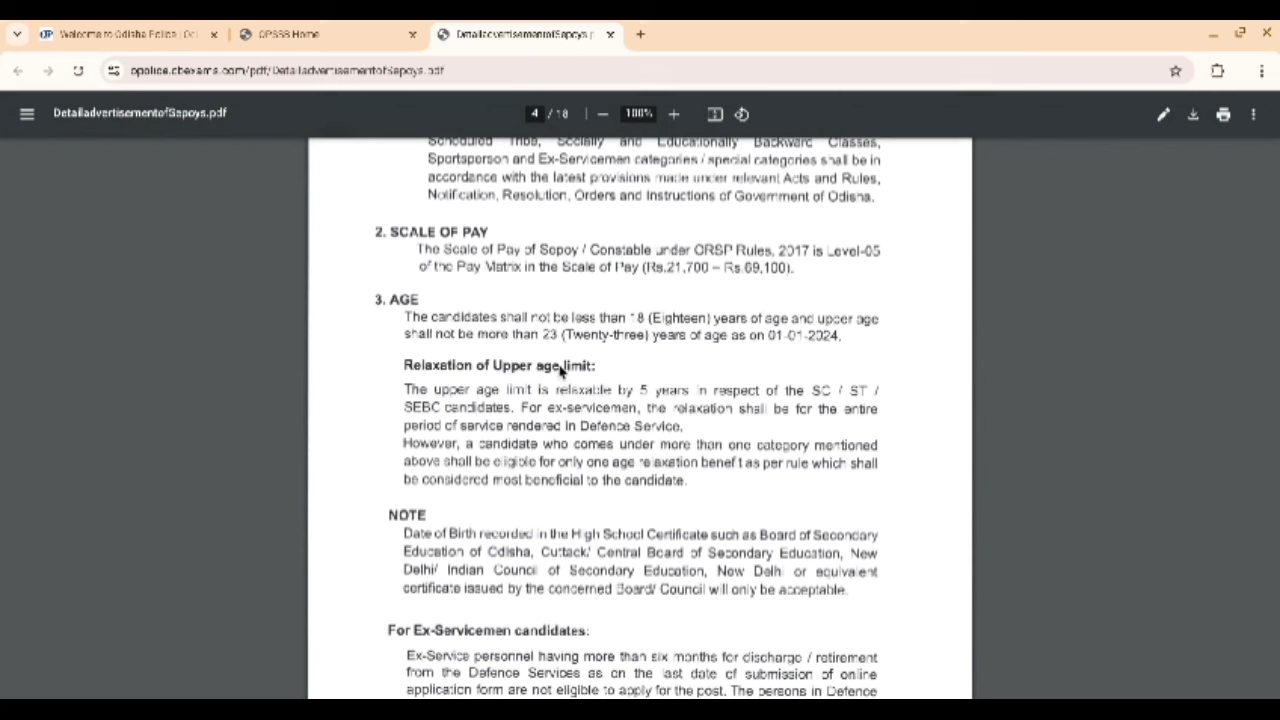 Welcome to Odisha Police : Od
OPSSB Home
DetailadvertisementofSepoys.p
opolice.cbexams.com/pdf/DetailadvertisementofSepoys.pdf
DetailadvertisementofSepoys.pdf
4 / 18
100%
Scheduled Tribe, Socially and Educationally Backward Classes,
Sportsperson and Ex-Servicemen categories / special categories shall be in
accordance with the latest provisions made under relevant Acts and Rules,
Notification, Resolution, Orders and Instructions of Government of Odisha.
2. SCALE OF PAY
The Scale of Pay of Sepoy / Constable under ORSP Rules, 2017 is Level-05
of the Pay Matrix in the Scale of Pay (Rs.21,700 – Rs.69,100).
3. AGE
The candidates shall not be less than 18 (Eighteen) years of age and upper age
shall not be more than 23 (Twenty-three) years of age as on 01-01-2024.
Relaxation of Upper age limit:
The upper age limit is relaxable by 5 years in respect of the SC / ST /
SEBC candidates. For ex-servicemen, the relaxation shall be for the entire
period of service rendered in Defence Service.
However, a candidate who comes under more than one category mentioned
above shall be eligible for only one age relaxation benefit as per rule which shall
be considered most beneficial to the candidate.
NOTE
Date of Birth recorded in the High School Certificate such as Board of Secondary
Education of Odisha, Cuttack/ Central Board of Secondary Education, New
Delhi/ Indian Council of Secondary Education, New Delhi or equivalent
certificate issued by the concerned Board/ Council will only be acceptable.
For Ex-Servicemen candidates:
Ex-Service personnel having more than six months for discharge / retirement
from the Defence Services as on the last date of submission of online
application form are not eligible to apply for the post. The persons in Defence